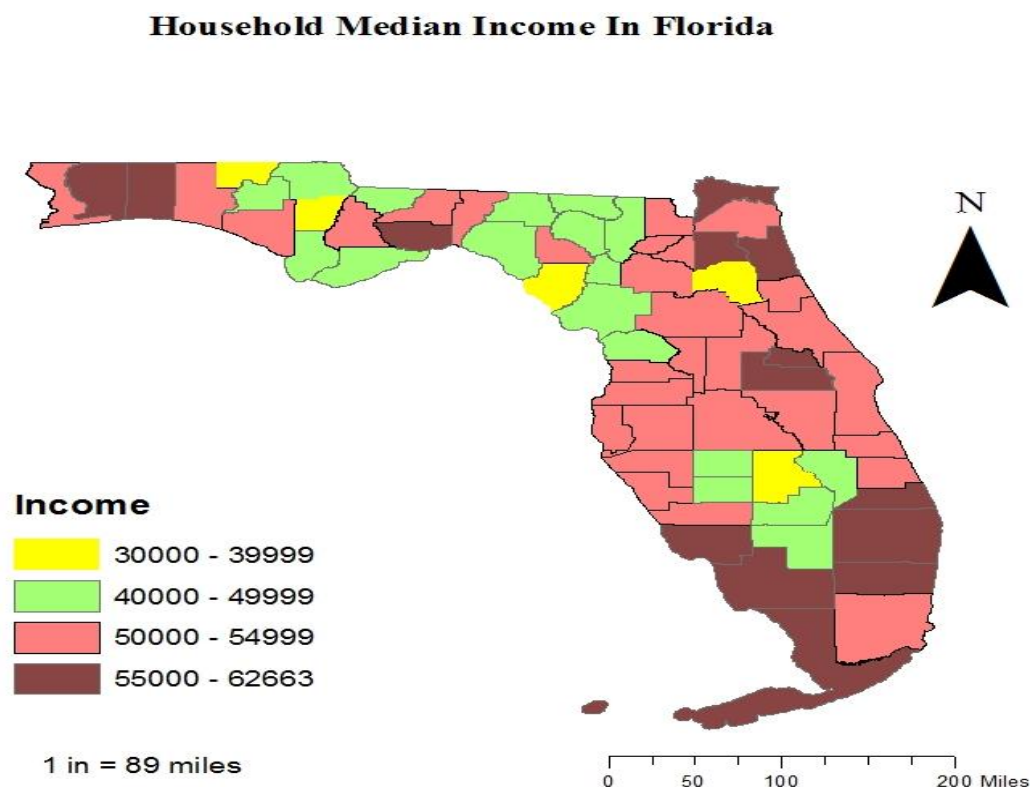 Household Median Income In Florida
N
Income
30000 - 39999
40000 - 49999
50000 - 54999
55000 - 62663
1 in = 89 miles
0 50 100 200 Miles